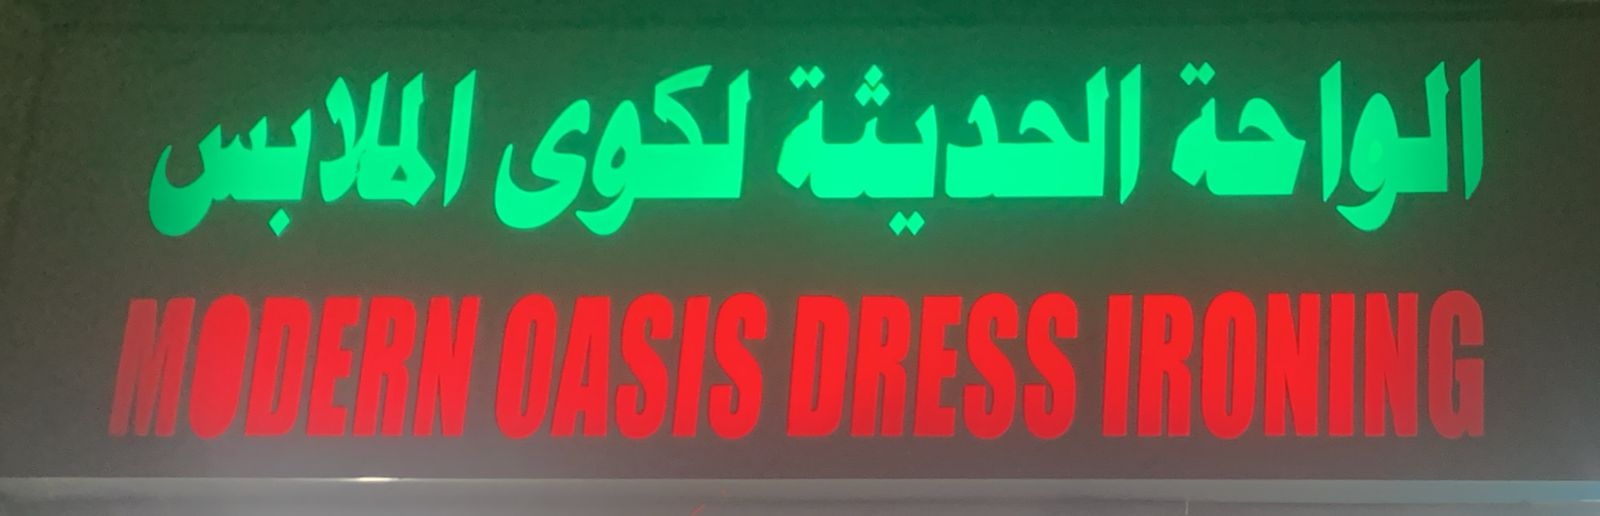 الواحة الحديثة لكوى الملابس
MODERN OASIS DRESS IRONING